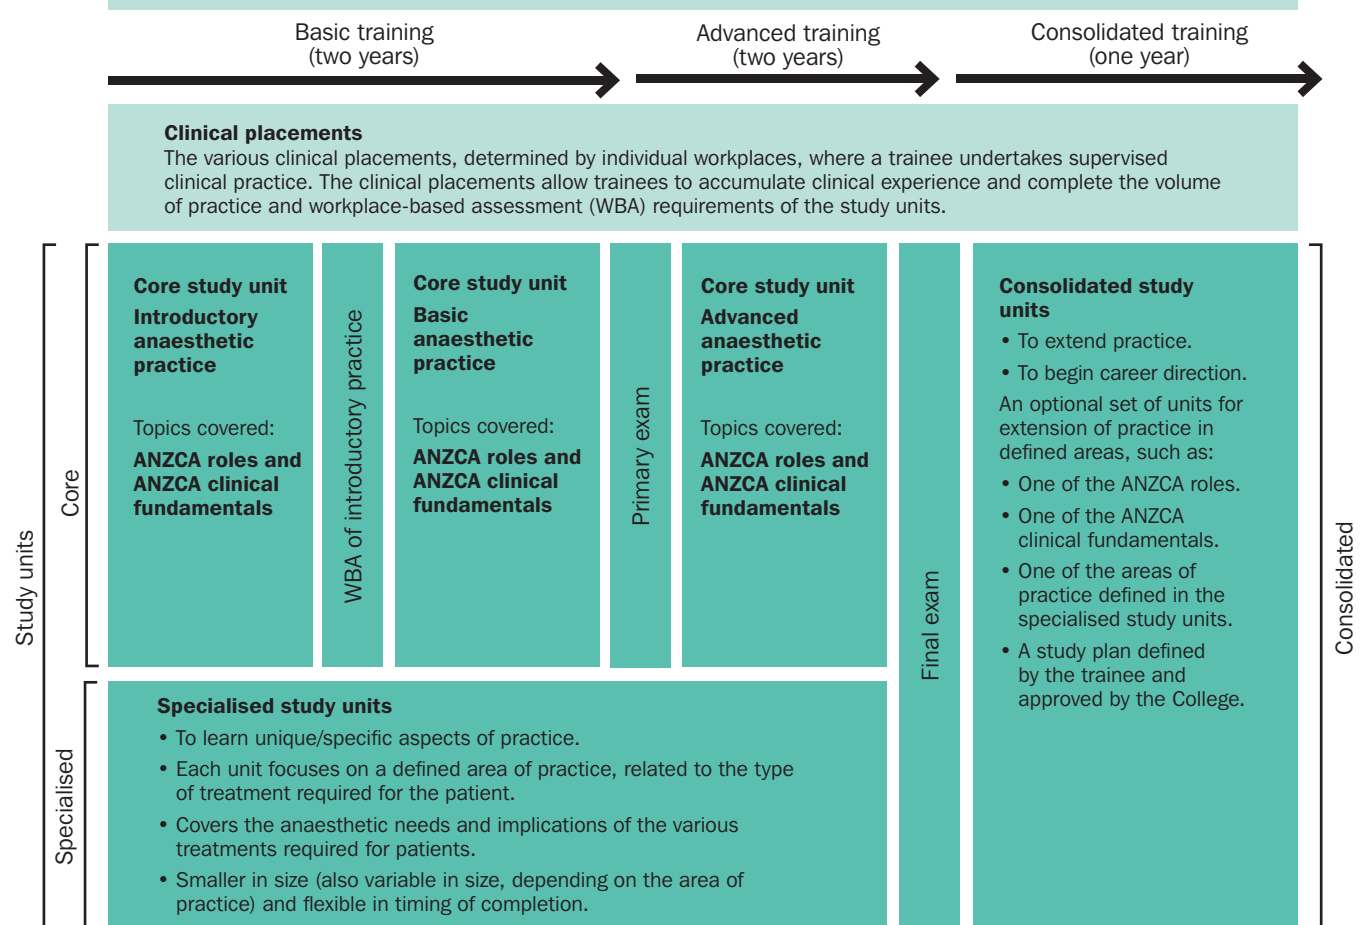 Basic training
(two years)
Advanced training
(two years)
Consolidated training
(one year)
Clinical placements
The various clinical placements, determined by individual workplaces, where a trainee undertakes supervised
clinical practice. The clinical placements allow trainees to accumulate clinical experience and complete the volume
of practice and workplace-based assessment (WBA) requirements of the study units.
Study units
Core
Core study unit
Introductory
anaesthetic
practice
Topics covered:
ANZCA roles and
ANZCA clinical
fundamentals
WBA of introductory practice
Core study unit
Basic
anaesthetic
practice
Topics covered:
ANZCA roles and
ANZCA clinical
fundamentals
Primary exam
Core study unit
Advanced
anaesthetic
practice
Topics covered:
ANZCA roles and
ANZCA clinical
fundamentals
Final exam
Consolidated study
units
• To extend practice.
• To begin career direction.
An optional set of units for
extension of practice in
defined areas, such as:
• One of the ANZCA roles.
• One of the ANZCA
clinical fundamentals.
• One of the areas of
practice defined in the
specialised study units.
• A study plan defined
by the trainee and
approved by the College.
Consolidated
Specialised
Specialised study units
• To learn unique/specific aspects of practice.
• Each unit focuses on a defined area of practice, related to the type
of treatment required for the patient.
• Covers the anaesthetic needs and implications of the various
treatments required for patients.
• Smaller in size (also variable in size, depending on the area of
practice) and flexible in timing of completion.